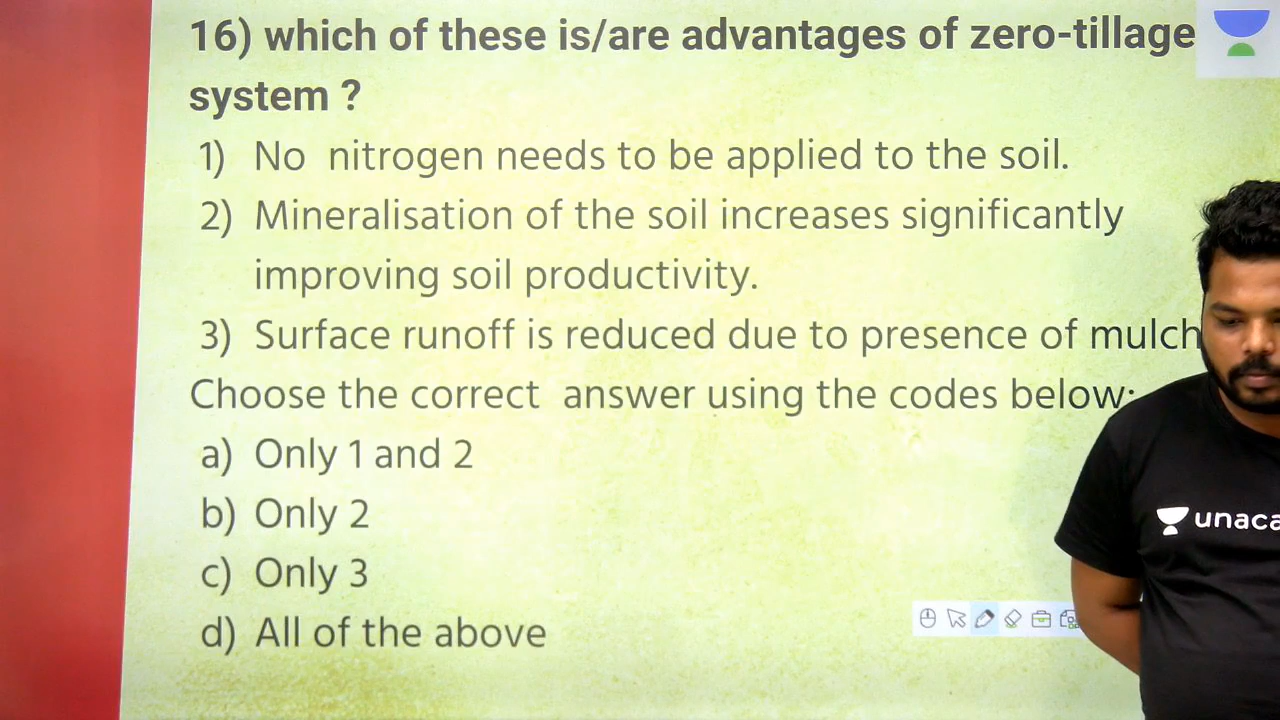 16) which of these is/are advantages of zero-tillage
system ?
1) No nitrogen needs to be applied to the soil.
2) Mineralisation of the soil increases significantly
improving soil productivity.
3) Surface runoff is reduced due to presence of mulch
Choose the correct answer using the codes below:
a) Only 1 and 2
b) Only 2
c) Only 3
d) All of the above
unaca